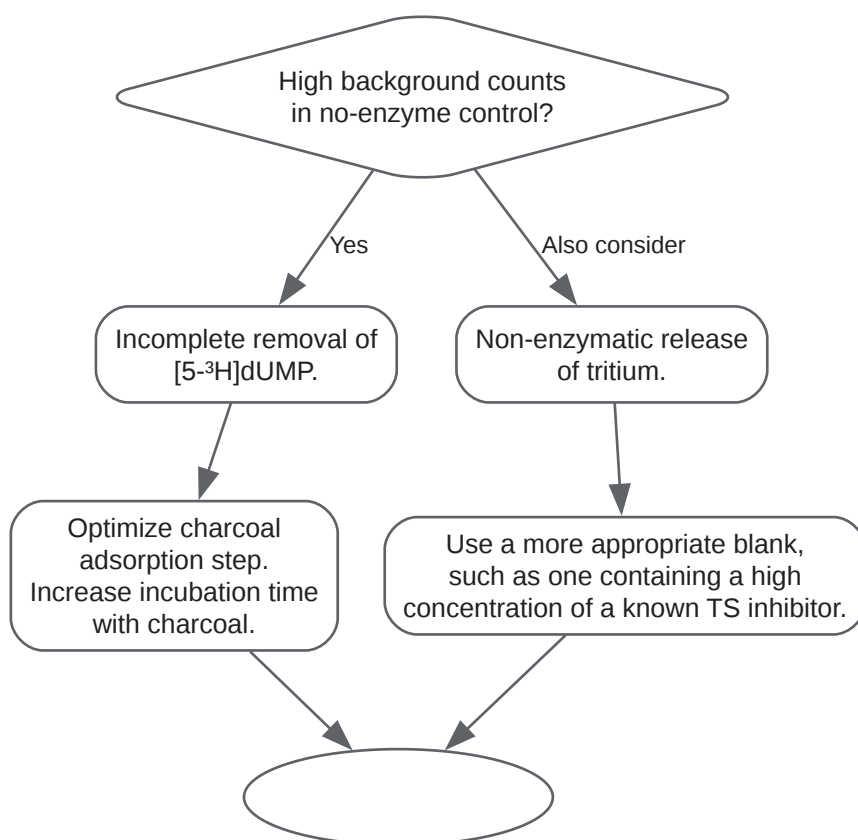 High background counts
in no-enzyme control?
Yes
Also consider
Incomplete removal of
[5-³H]dUMP.
Non-enzymatic release
of tritium.
Optimize charcoal
adsorption step.
Increase incubation time
with charcoal.
Use a more appropriate blank,
such as one containing a high
concentration of a known TS inhibitor.